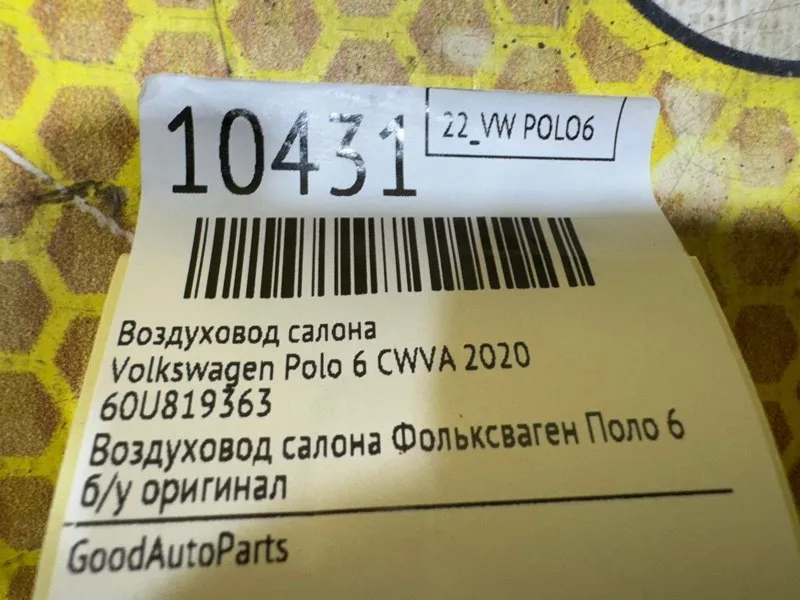 10431
22_VW POLO6
Воздуховод салона
Volkswagen Polo 6 CWVA 2020
60U819363
Воздуховод салона Фольксваген Поло 6
б/у оригинал
GoodAutoParts